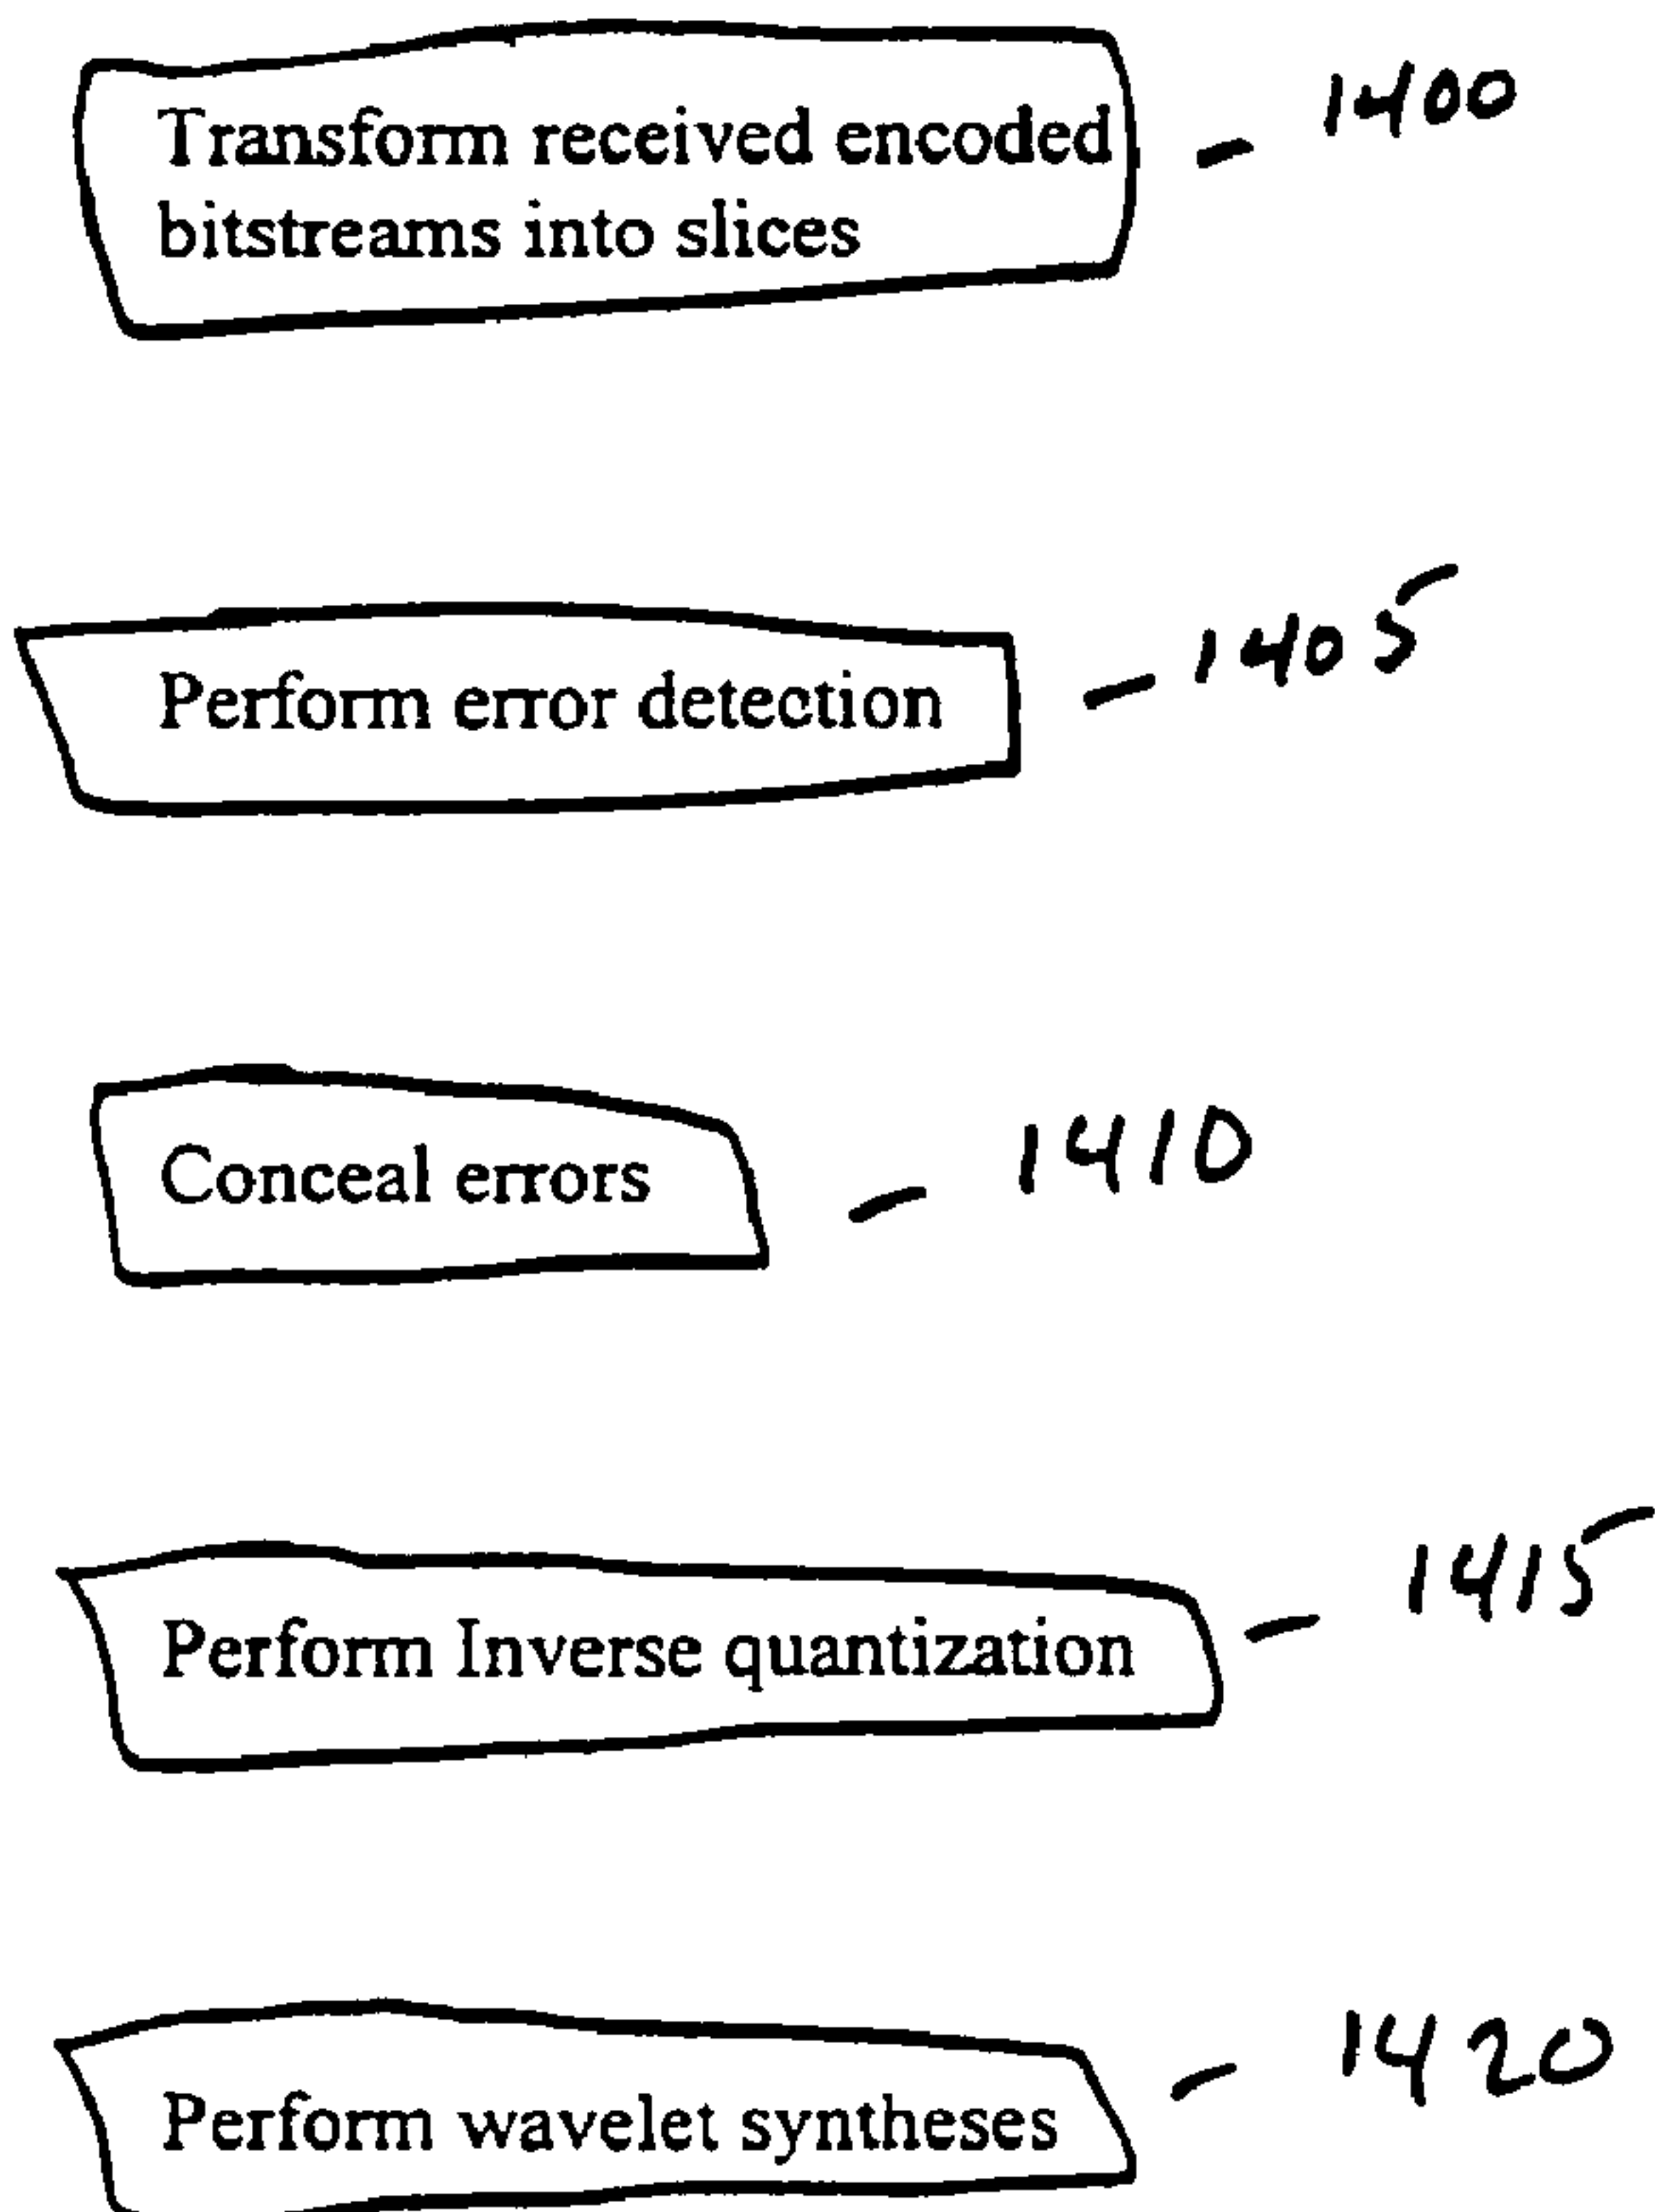 Transform received encoded - 1400
bitstreams into slices
Perform error detection - 1405
Conceal errors - 1410
Perform Inverse quantization - 1415
Perform wavelet syntheses - 1420